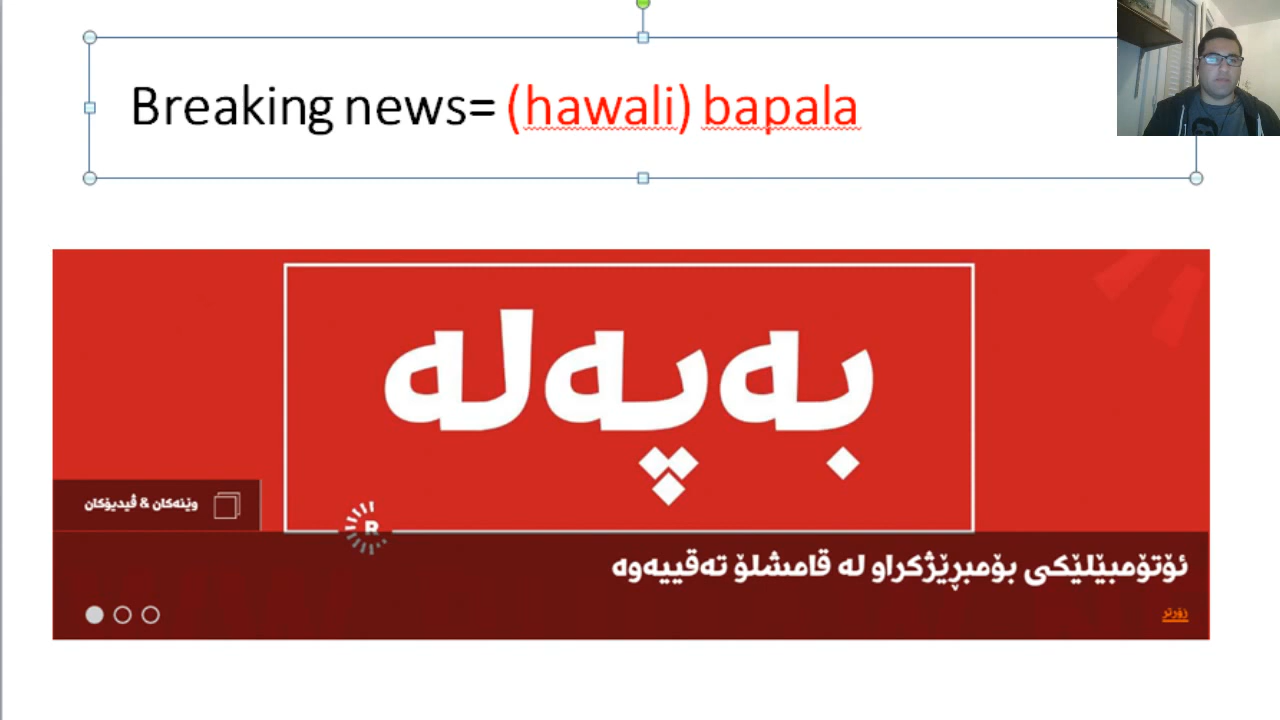 Breaking news= (hawali) bapala
بەپەلە
وێنەکان & ڤیدیۆکان
R
ئۆتۆمبێلێکی بۆمبڕێژکراو لە قامشلۆ تەقییەوە
زۆرتر